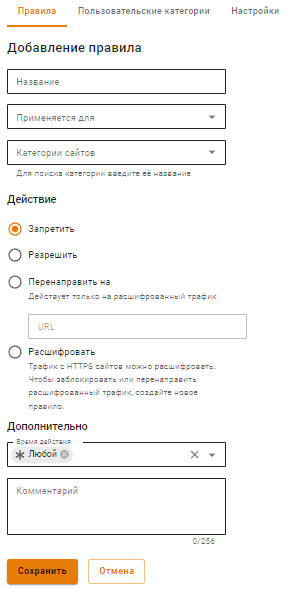 Правила Пользовательские категории Настройки
Добавление правила
Название
Применяется для
Категории сайтов
Для поиска категории введите её название
Действие
Запретить
Разрешить
Перенаправить на
Действует только на расшифрованный трафик
URL
Расшифровать
Трафик с HTTPS сайтов можно расшифровать.
Чтобы заблокировать или перенаправить
расшифрованный трафик, создайте новое
правило.
Дополнительно
Время действия
Любой
Комментарий
0/256
Сохранить Отмена